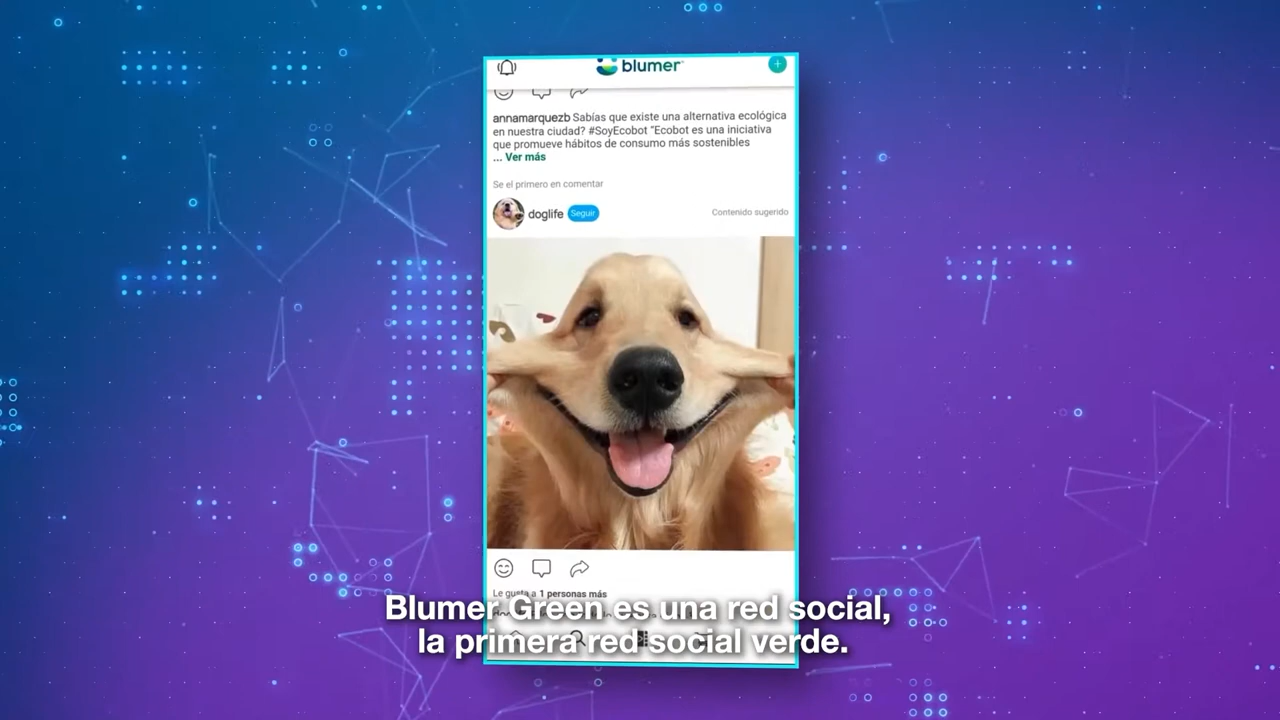 blumer
annamarquezb Sabías que existe una alternativa ecológica
en nuestra ciudad? #SoyEcobot "Ecobot es una iniciativa
que promueve hábitos de consumo más sostenibles
... Ver más
Se el primero en comentar
doglife Seguir Contenido sugerido
Le gusta a 1 personas más
Blumer Green es una red social,
la primera red social verde.